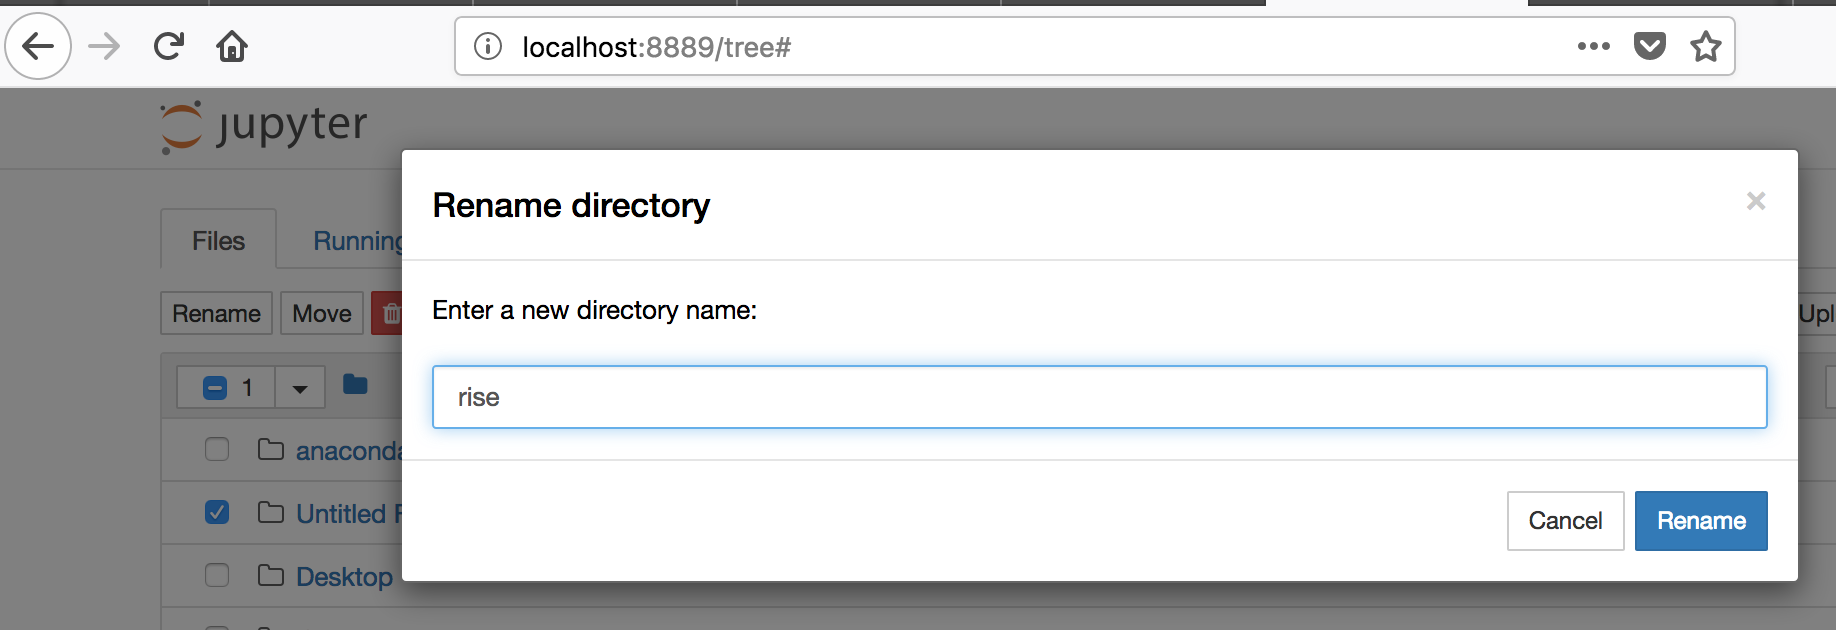 localhost:8889/tree#
jupyter
Rename directory
×
Files
Running
Enter a new directory name:
Rename
Move
Upl
1
rise
anaconda
Untitled F
Cancel
Rename
Desktop